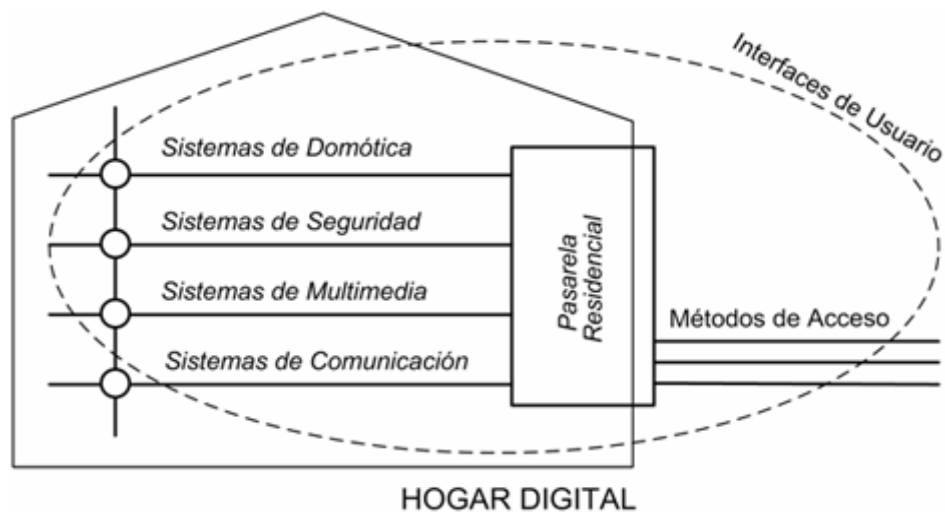 Interfaces de Usuario
Sistemas de Domótica
Sistemas de Seguridad
Sistemas de Multimedia
Sistemas de Comunicación
Pasarela
Residencial
Métodos de Acceso
HOGAR DIGITAL